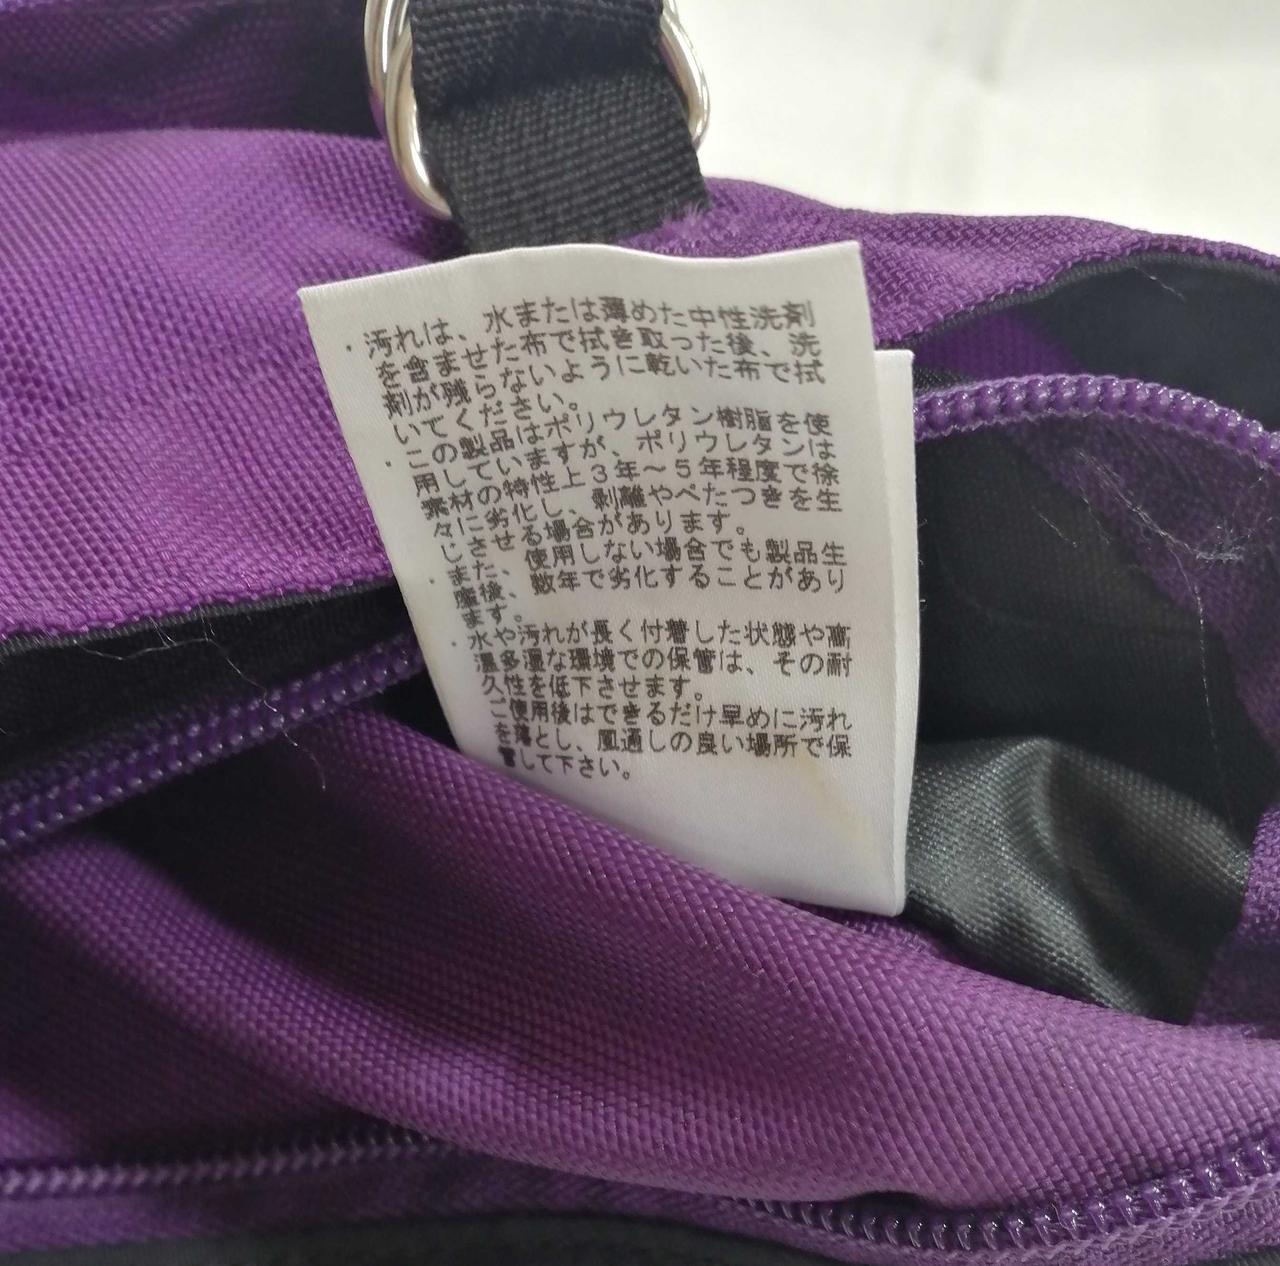 ・汚れは、水または薄めた中性洗剤
を含ませた布で拭き取った後、洗
剤が残らないように乾いた布で拭
いてください。
・この製品はポリウレタン樹脂を使
用していますが、ポリウレタンは
素材の特性上3年～5年程度で徐
々に劣化し、剥離やべたつきを生
じさせる場合があります。
・また、使用しない場合でも製品生
産後、数年で劣化することがあり
ます。
・水や汚れが長く付着した状態や高
温多湿な環境での保管は、その耐
久性を低下させます。
ご使用後はできるだけ早めに汚れ
を落とし、風通しの良い場所で保
管して下さい。